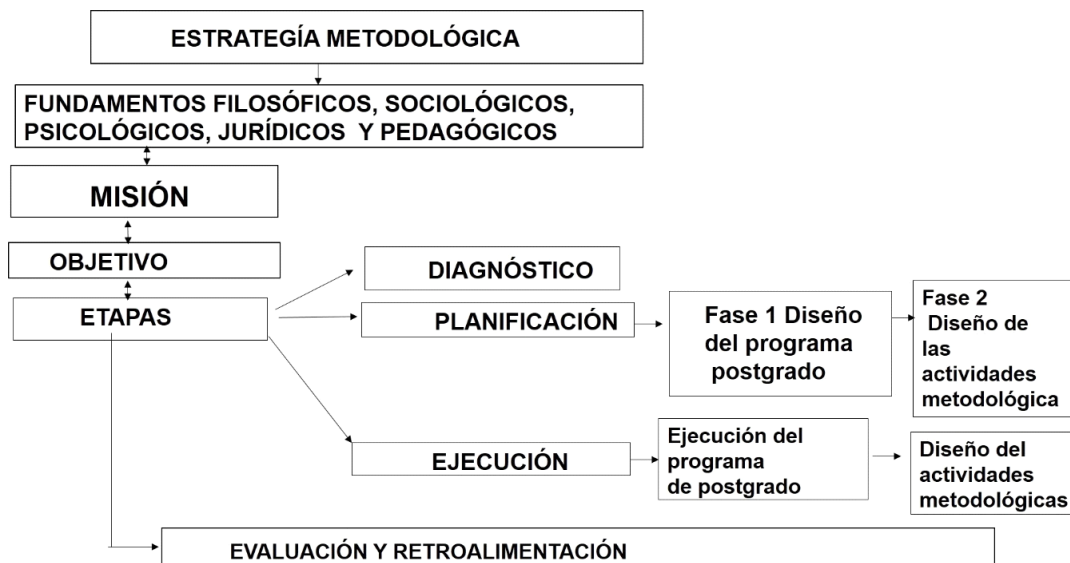 ESTRATEGÍA METODOLÓGICA
FUNDAMENTOS FILOSÓFICOS, SOCIOLÓGICOS,
PSICOLÓGICOS, JURÍDICOS Y PEDAGÓGICOS
MISIÓN
OBJETIVO
ETAPAS
DIAGNÓSTICO
PLANIFICACIÓN
Fase 1 Diseño
del programa
postgrado
Fase 2
Diseño de
las
actividades
metodológica
EJECUCIÓN
Ejecución del
programa
de postgrado
Diseño del
actividades
metodológicas
EVALUACIÓN Y RETROALIMENTACIÓN